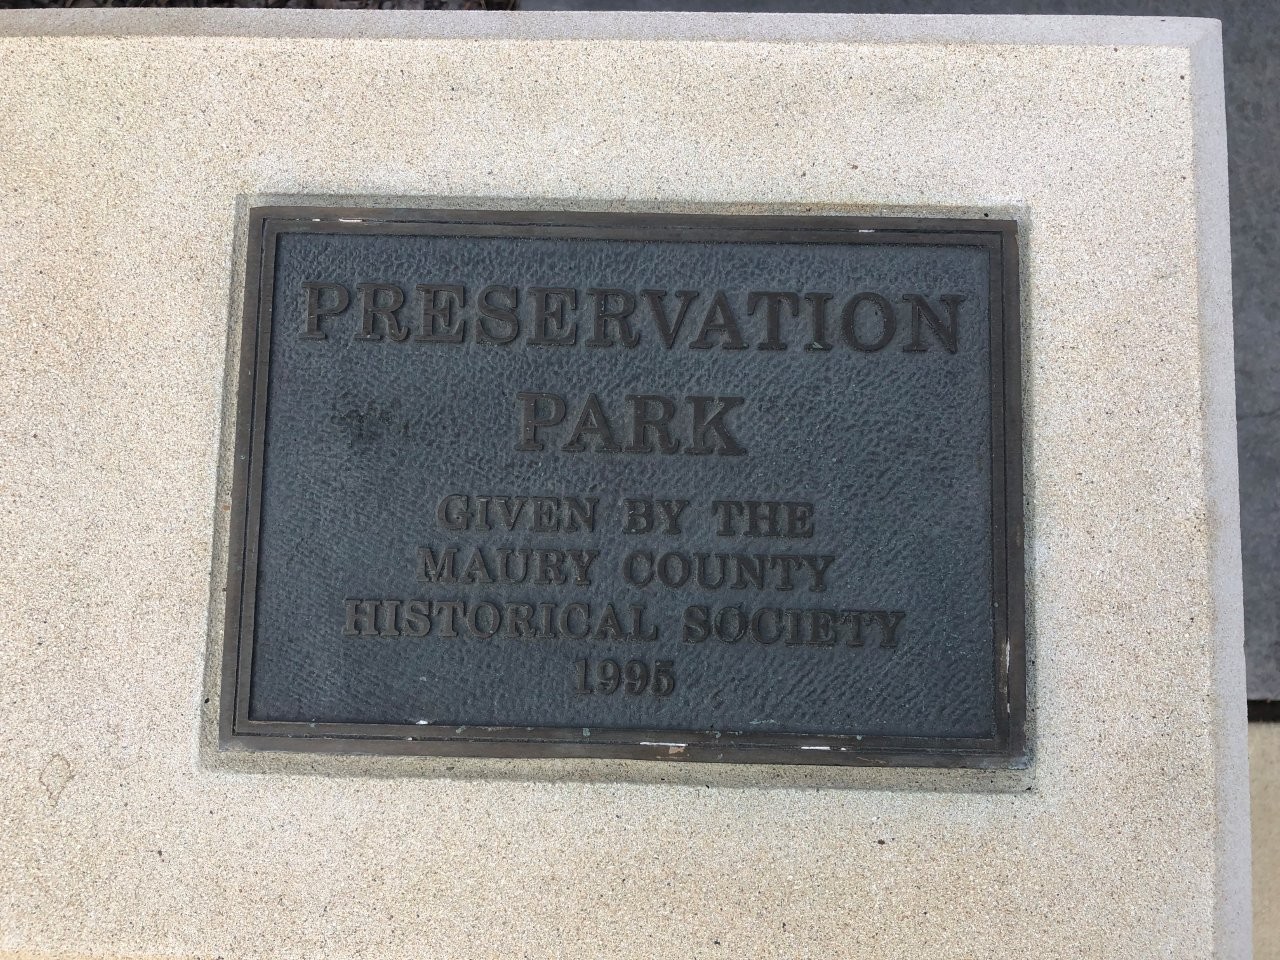 PRESERVATION
PARK
GIVEN BY THE
MAURY COUNTY
HISTORICAL SOCIETY
1995